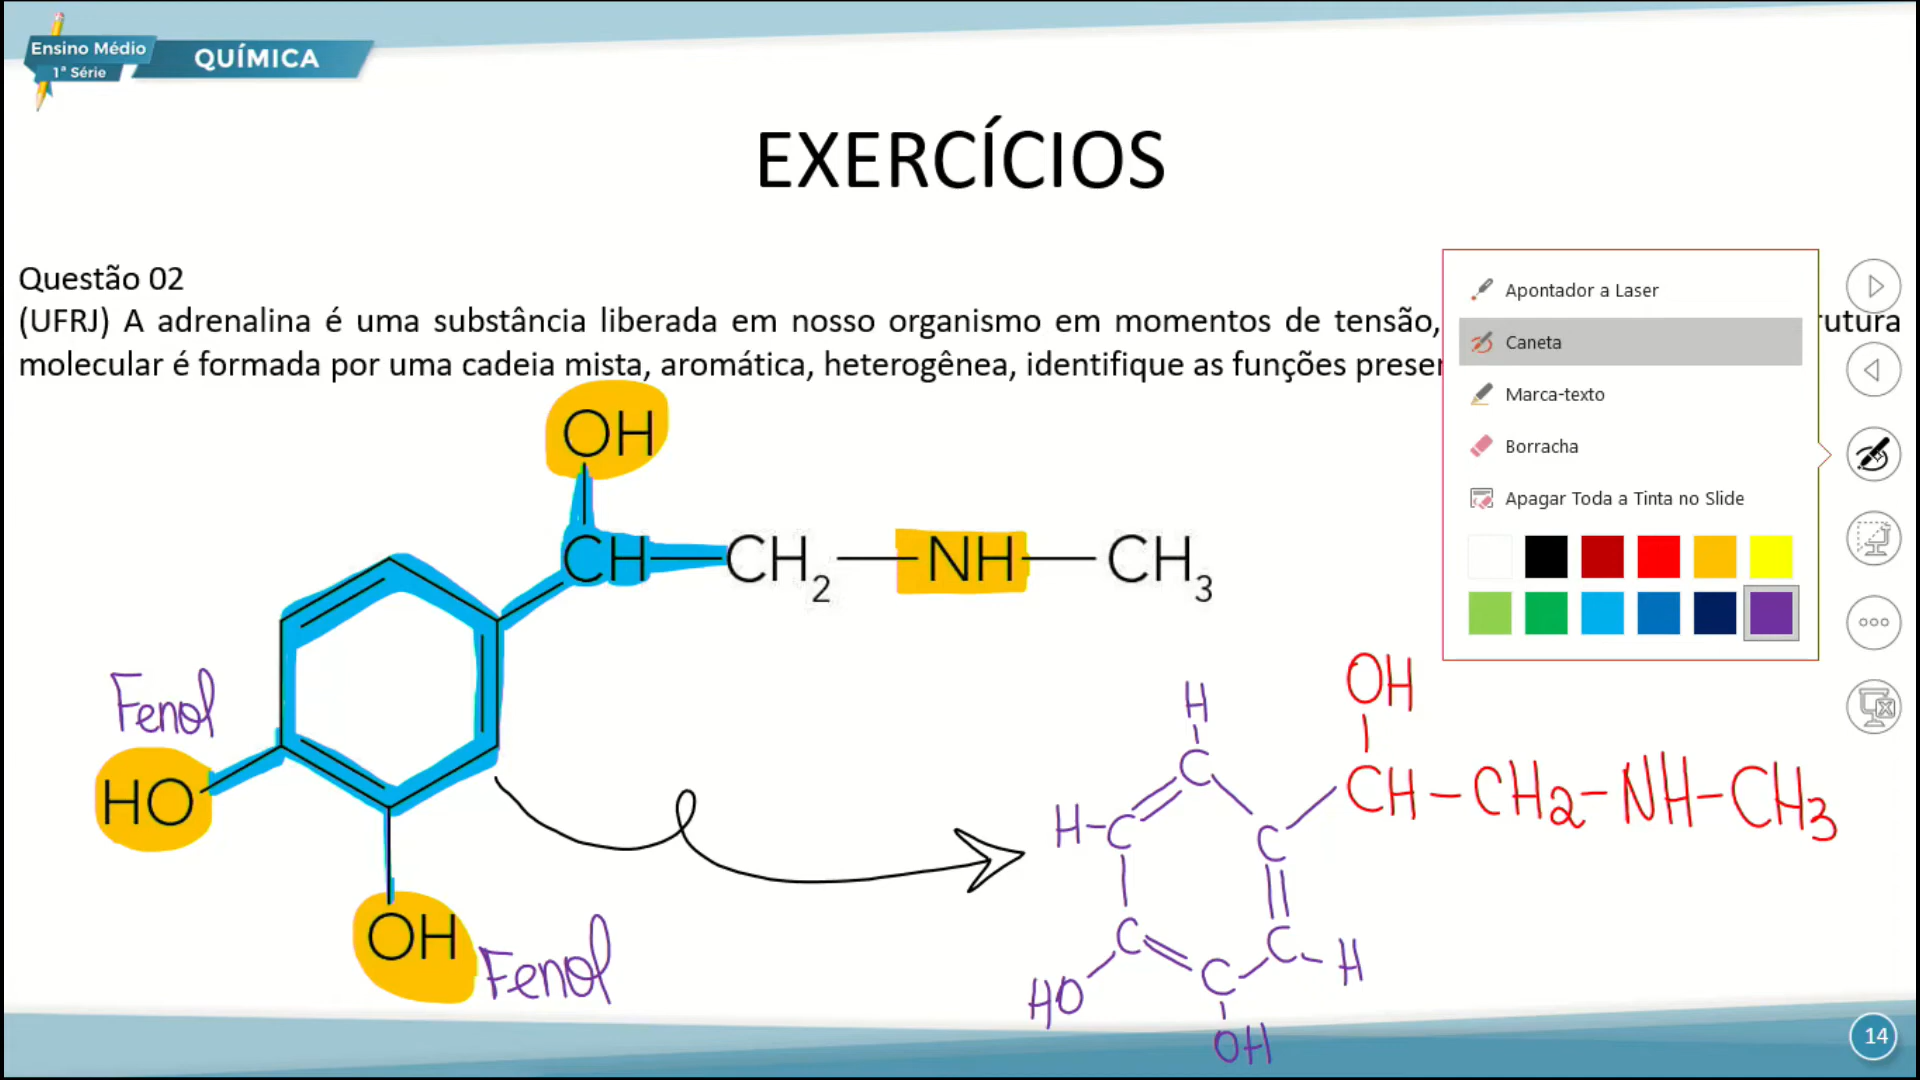 Ensino Médio
1ª Série
QUÍMICA
EXERCÍCIOS
Questão 02
(UFRJ) A adrenalina é uma substância liberada em nosso organismo em momentos de tensão,
molecular é formada por uma cadeia mista, aromática, heterogênea, identifique as funções
Apontador a Laser
Caneta
Marca-texto
Borracha
Apagar Toda a Tinta no Slide
OH
CH CH2 NH CH3
Fenol
HO
OH
Fenol
OH
H
CH-CH2-NH-CH3
C
H-C
C
C
C-H
C
HO
OH
14